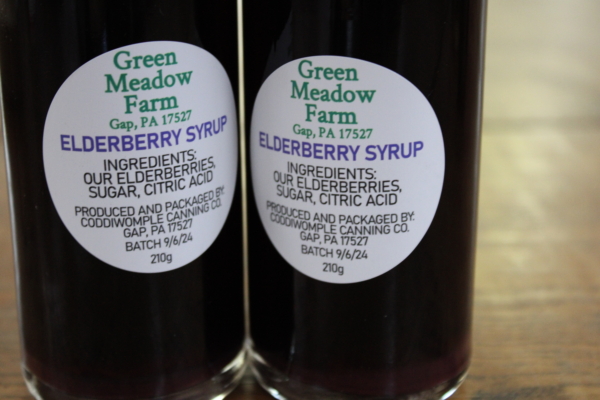 Green
Meadow
Farm
Gap, PA 17527
ELDERBERRY SYRUP
INGREDIENTS:
OUR ELDERBERRIES,
SUGAR, CITRIC ACID
PRODUCED AND PACKAGED BY:
CODDIWOMPLE CANNING CO.
GAP, PA 17527
BATCH 9/6/24
210g
Green
Meadow
Farm
Gap, PA 17527
ELDERBERRY SYRUP
INGREDIENTS:
OUR ELDERBERRIES,
SUGAR, CITRIC ACID
PRODUCED AND PACKAGED BY:
CODDIWOMPLE CANNING CO.
GAP, PA 17527
BATCH 9/6/24
210g